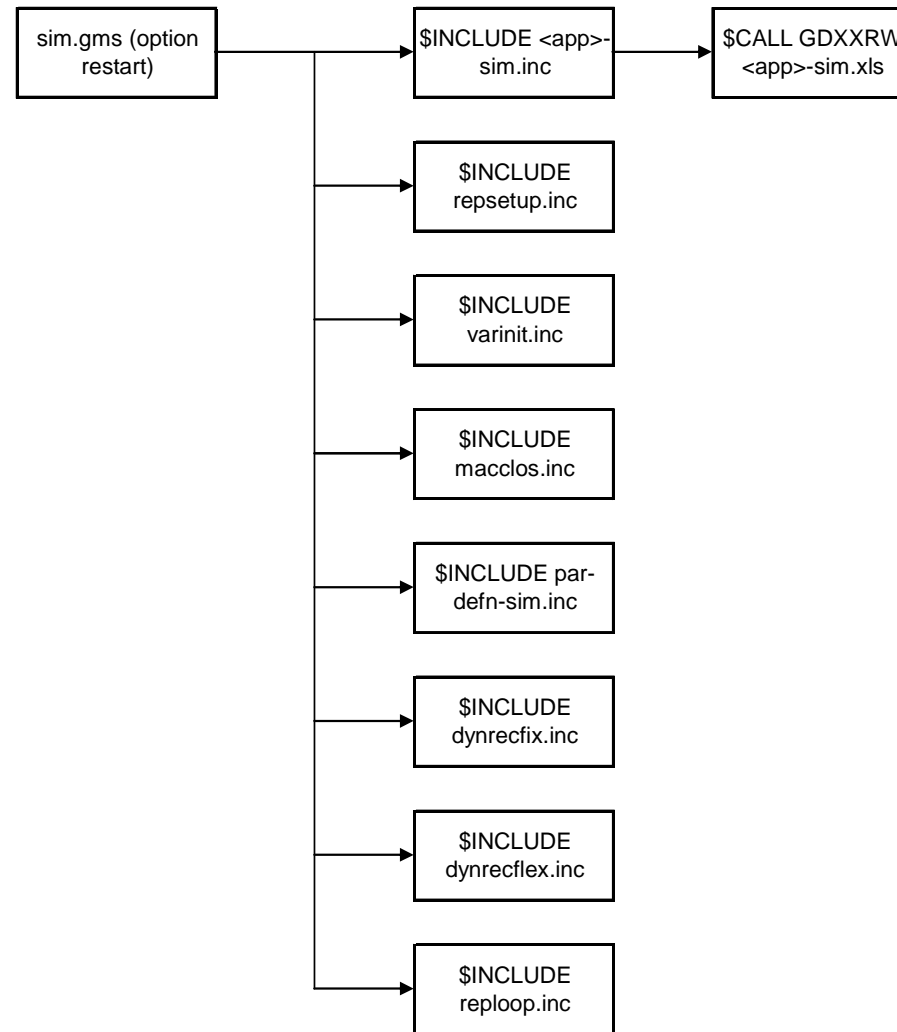 sim.gms (option
restart)
$INCLUDE <app>-
sim.inc
$CALL GDXXRW
<app>-sim.xls
$INCLUDE
repsetup.inc
$INCLUDE
varinit.inc
$INCLUDE
macclos.inc
$INCLUDE par-
defn-sim.inc
$INCLUDE
dynrecfix.inc
$INCLUDE
dynrecflex.inc
$INCLUDE
reploop.inc